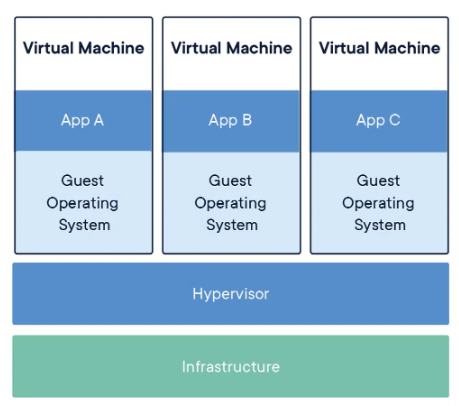 Virtual Machine
Virtual Machine
Virtual Machine
App A
App B
App C
Guest
Operating
System
Guest
Operating
System
Guest
Operating
System
Hypervisor
Infrastructure